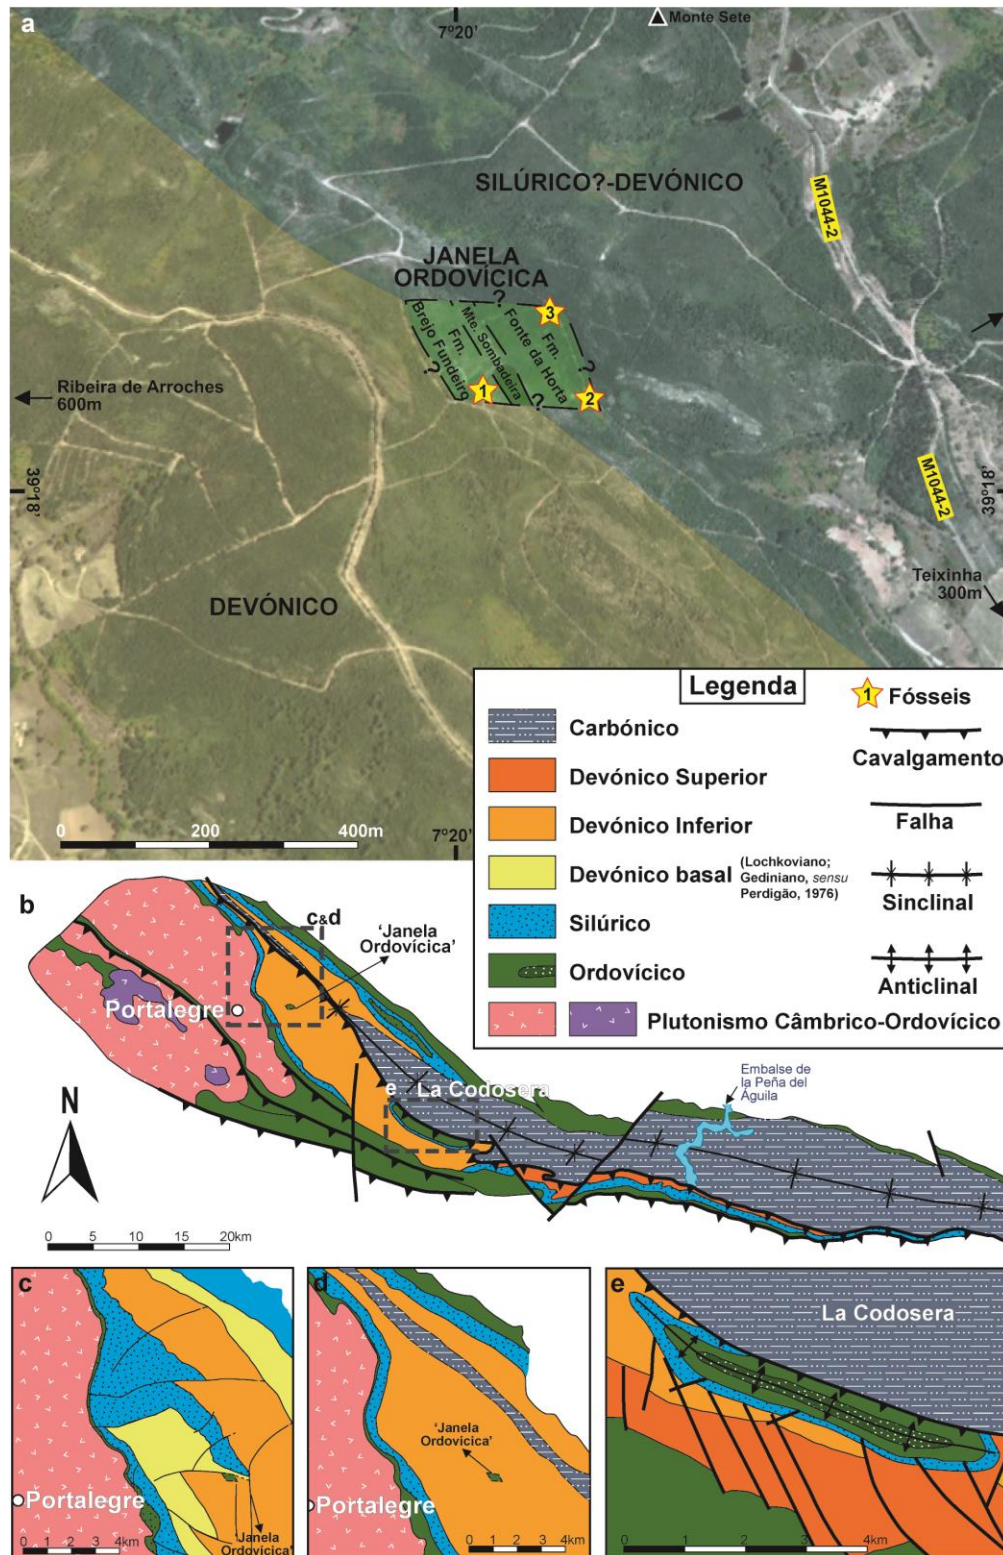 a
7º20'
Monte Sete
SILÚRICO?-DEVÓNICO
M1044-2
JANELA
ORDOVÍCICA
?
3
Brejo Fundeiro
Fm.
Mte. Sombadeira
Fm.
Fonte da Horta
Fm.
?
?
1
?
2
Ribeira de Arroches
600m
39º18'
M1044-2
39º18'
Teixinha
300m
DEVÓNICO
0 200 400m
7º20'
Legenda
Carbónico
Devónico Superior
Devónico Inferior
Devónico basal
(Lochkoviano;
Gediniano, sensu
Perdigão, 1976)
Silúrico
Ordovícico
Plutonismo Câmbrico-Ordovícico
1 Fósseis
Cavalgamento
Falha
Sinclinal
Anticlinal
b
c&d
'Janela
Ordovícica'
Portalegre
e La Codosera
Embalse de
la Peña del
Águila
N
0 5 10 15 20km
c
Portalegre
'Janela
Ordovícica'
0 1 2 3 4km
d
'Janela
Ordovícica'
Portalegre
0 1 2 3 4km
e
La Codosera
0 1 2 3 4km